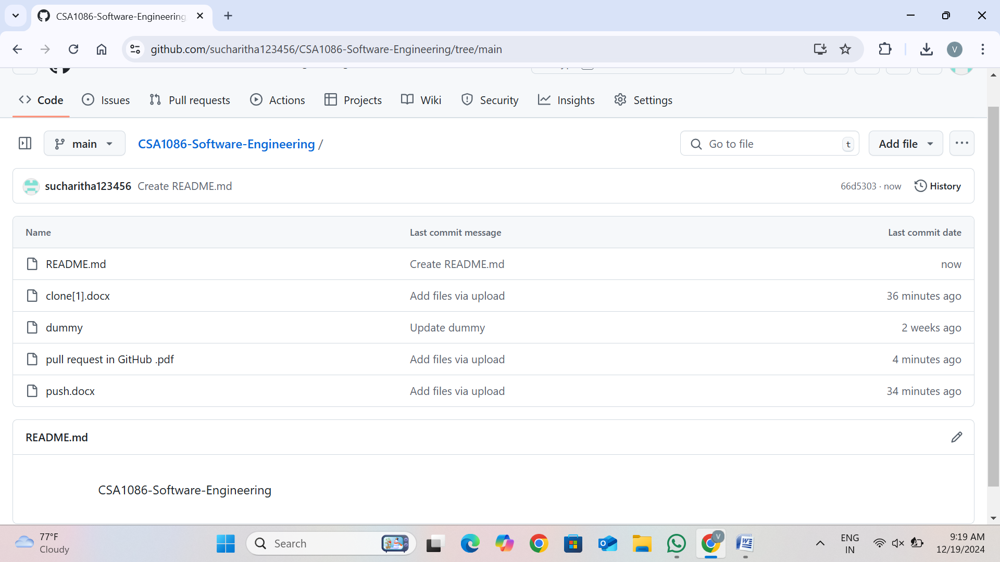 CSA1086-Software-Engineering
github.com/sucharitha123456/CSA1086-Software-Engineering/tree/main
V
Code
Issues
Pull requests
Actions
Projects
Wiki
Security
Insights
Settings
main
CSA1086-Software-Engineering /
Go to file
t
Add file
sucharitha123456 Create README.md
66d5303 · now
History
Name Last commit message Last commit date
README.md Create README.md now
clone[1].docx Add files via upload 36 minutes ago
dummy Update dummy 2 weeks ago
pull request in GitHub .pdf Add files via upload 4 minutes ago
push.docx Add files via upload 34 minutes ago
README.md
CSA1086-Software-Engineering
77°F
Cloudy
Search
V
ENG
IN
9:19 AM
12/19/2024